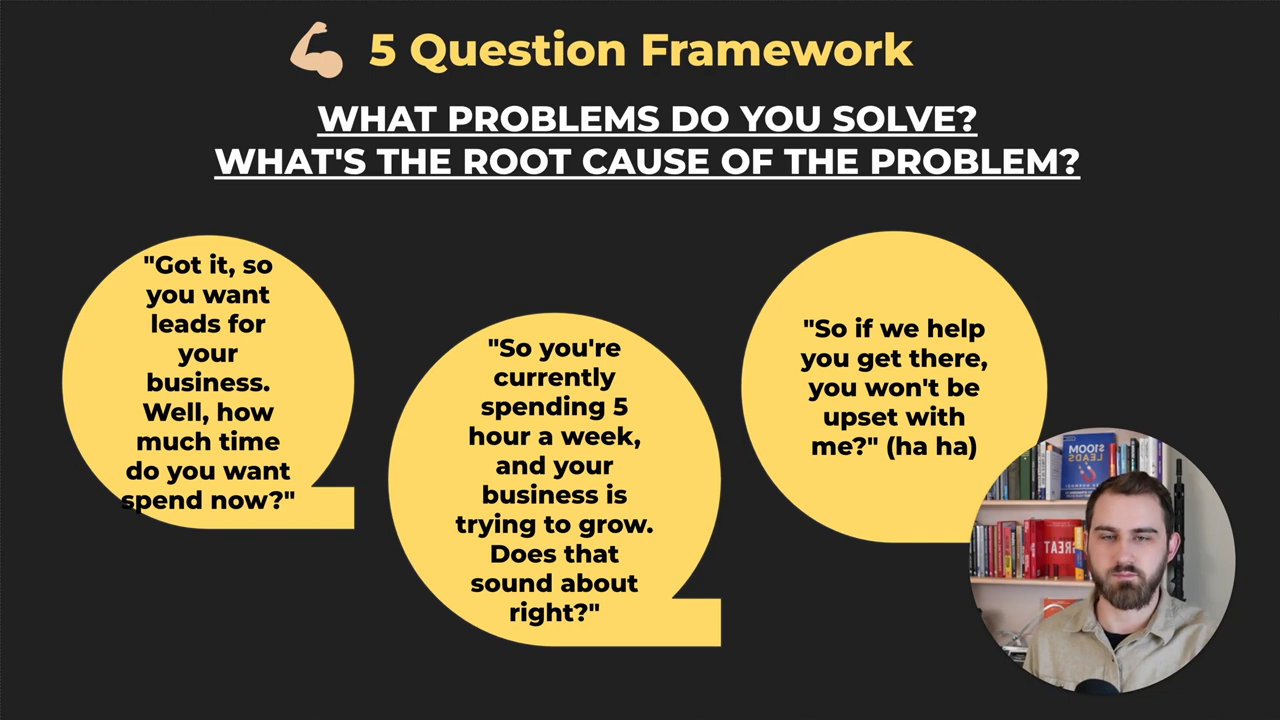 5 Question Framework
WHAT PROBLEMS DO YOU SOLVE?
WHAT'S THE ROOT CAUSE OF THE PROBLEM?
"Got it, so
you want
leads for
your
business.
Well, how
much time
do you want
spend now?"
"So you're
currently
spending 5
hour a week,
and your
business is
trying to grow.
Does that
sound about
right?"
"So if we help
you get there,
you won't be
upset with
me?" (ha ha)
$100M
LEADS
GREAT